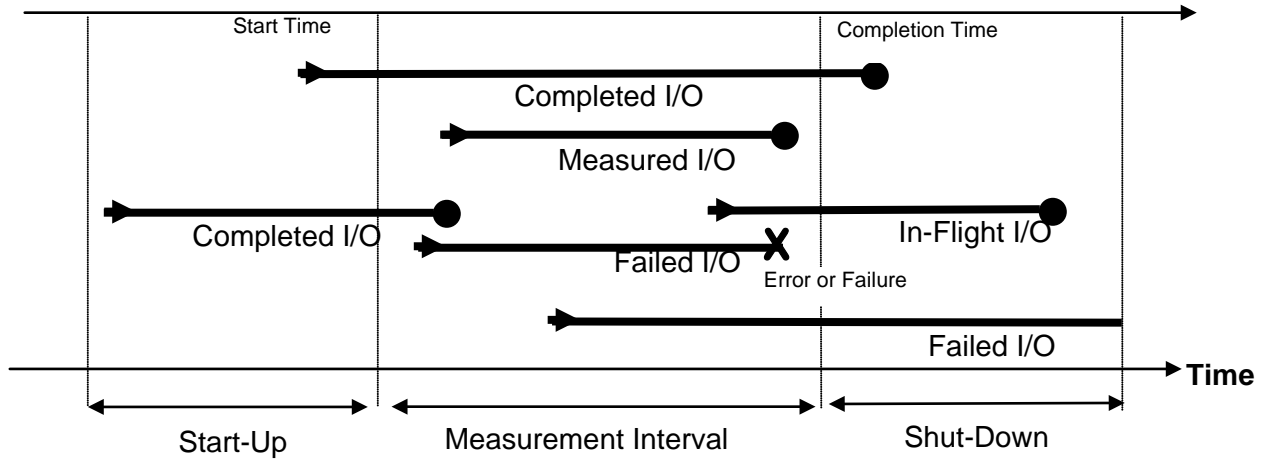 Start Time
Completion Time
Completed I/O
Measured I/O
Completed I/O
In-Flight I/O
Failed I/O
Error or Failure
Failed I/O
Time
Start-Up
Measurement Interval
Shut-Down